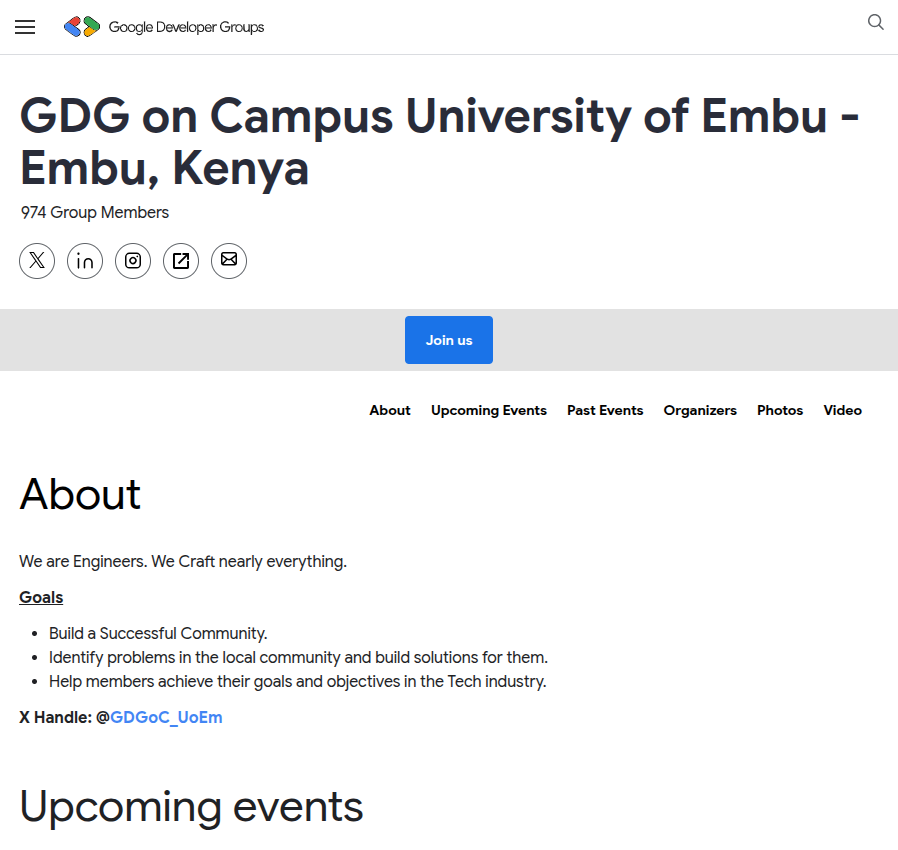 Google Developer Groups
GDG on Campus University of Embu -
Embu, Kenya
974 Group Members
Join us
About Upcoming Events Past Events Organizers Photos Video
About
We are Engineers. We Craft nearly everything.
Goals
• Build a Successful Community.
• Identify problems in the local community and build solutions for them.
• Help members achieve their goals and objectives in the Tech industry.
X Handle: @GDGoC_UoEm
Upcoming events